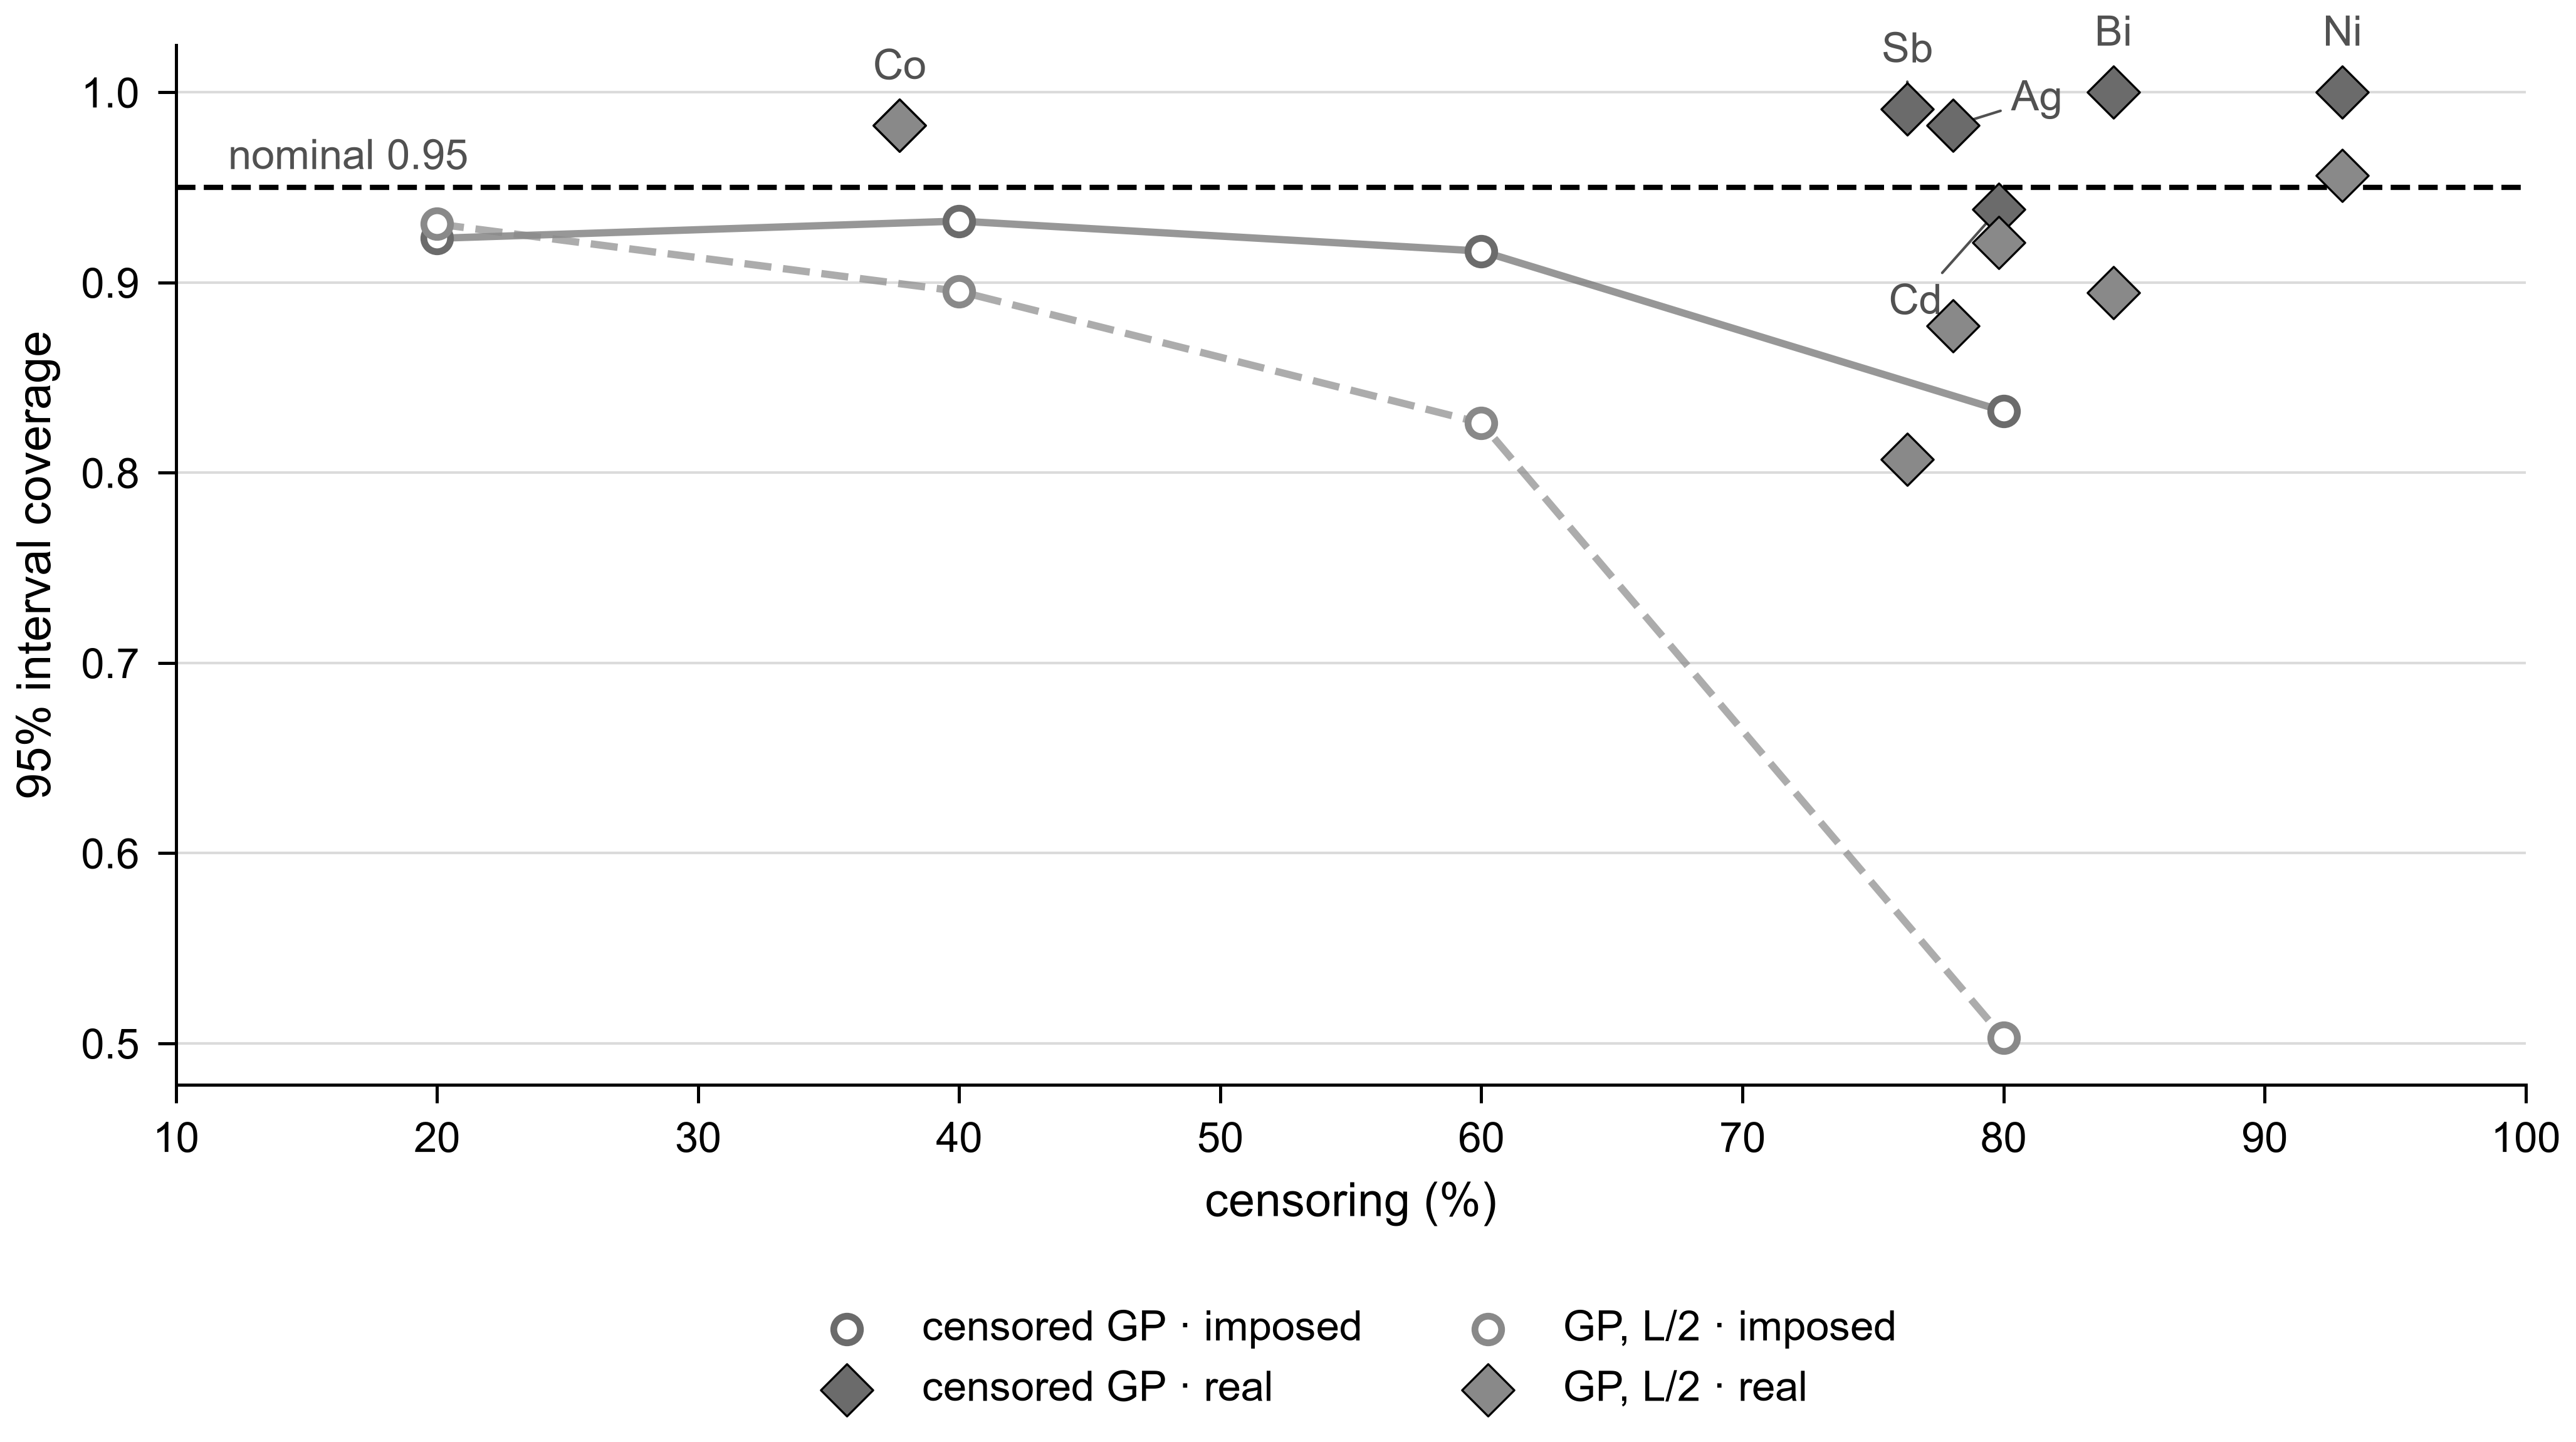 Co
Sb
Ag
Bi
Ni
nominal 0.95
Cd
1.0
0.9
0.8
0.7
0.6
0.5
95% interval coverage
10 20 30 40 50 60 70 80 90 100
censoring (%)
censored GP · imposed
GP, L/2 · imposed
censored GP · real
GP, L/2 · real